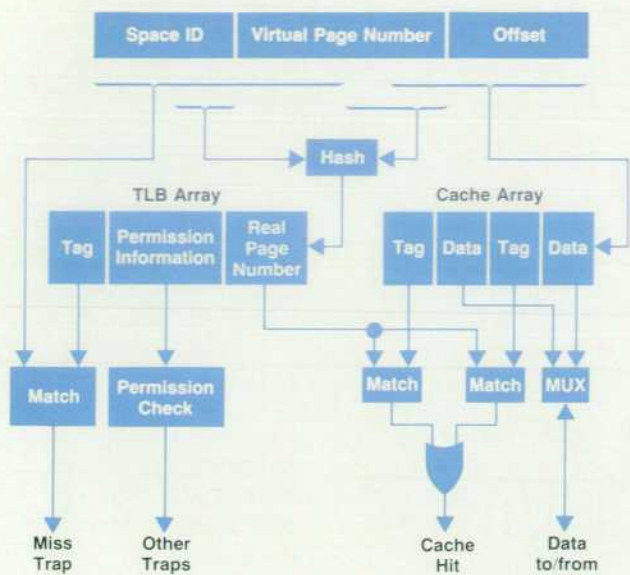 Space ID
Virtual Page Number
Offset
Hash
TLB Array
Cache Array
Tag
Permission
Information
Real
Page
Number
Tag
Data
Tag
Data
Match
Permission
Check
Match
Match
MUX
Miss
Trap
Other
Traps
Cache
Hit
Data
to/from